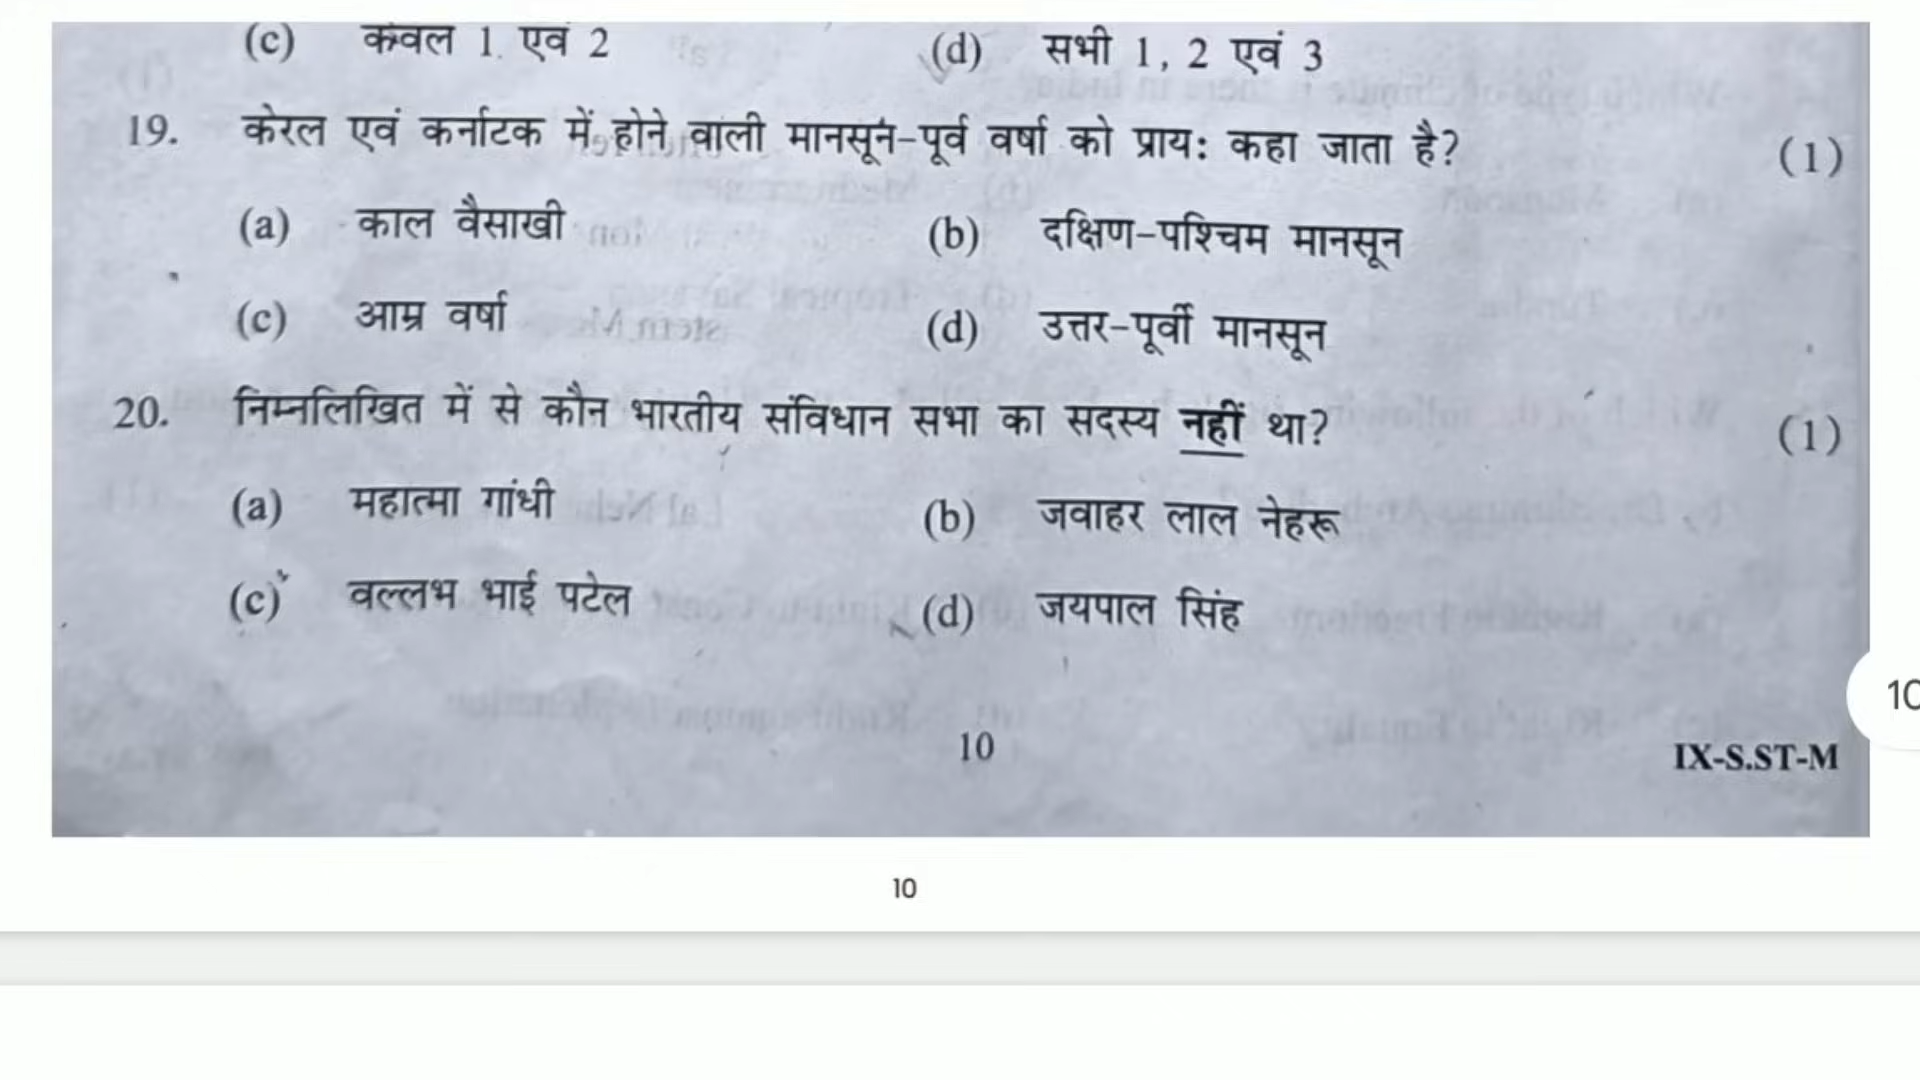 (c) केवल 1 एवं 2 (d) सभी 1, 2 एवं 3
19. केरल एवं कर्नाटक में होने वाली मानसून-पूर्व वर्षा को प्रायः कहा जाता है? (1)
(a) काल वैसाखी (b) दक्षिण-पश्चिम मानसून
(c) आम्र वर्षा (d) उत्तर-पूर्वी मानसून
20. निम्नलिखित में से कौन भारतीय संविधान सभा का सदस्य नहीं था? (1)
(a) महात्मा गांधी (b) जवाहर लाल नेहरू
(c) वल्लभ भाई पटेल (d) जयपाल सिंह
10
10 IX-S.ST-M
10